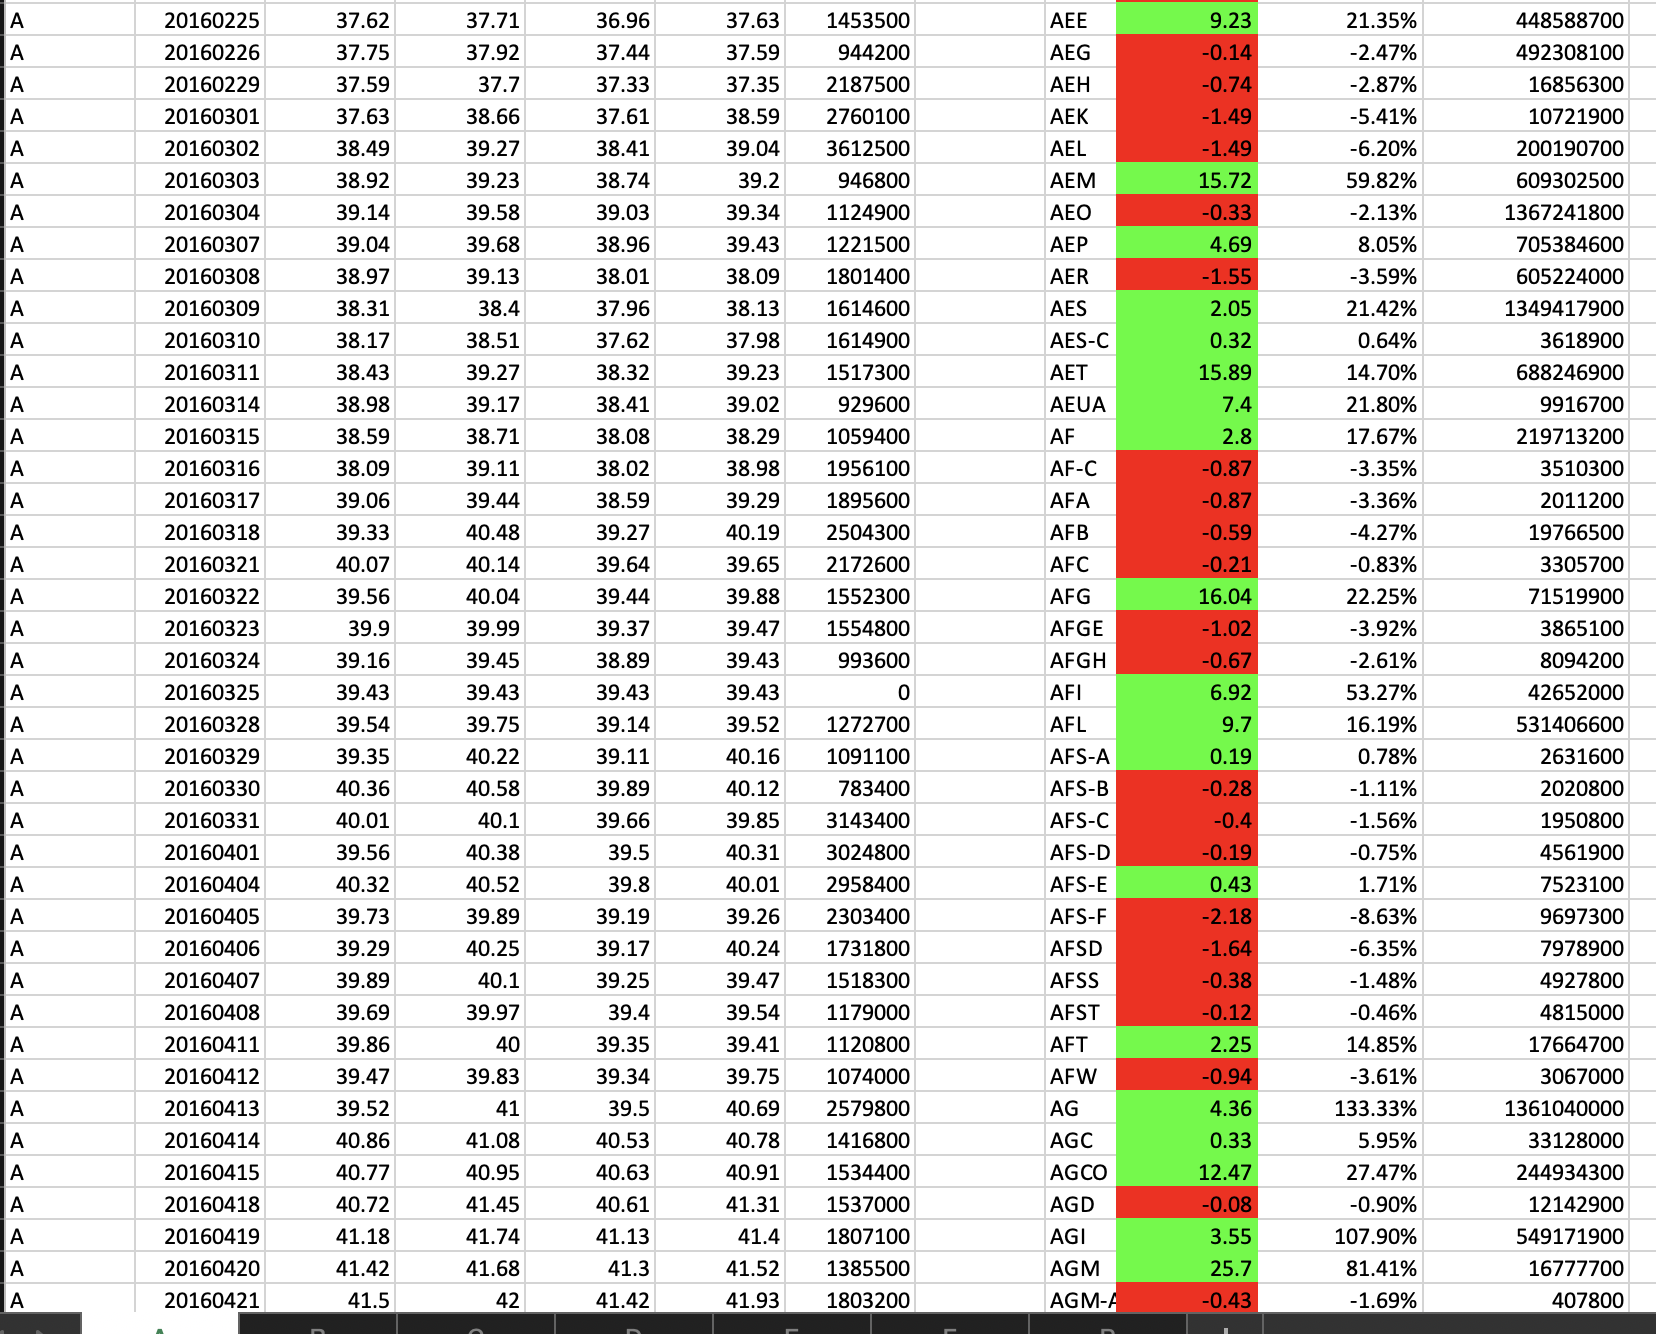 A 20160225 37.62 37.71 36.96 37.63 1453500 AEE 9.23 21.35% 448588700
A 20160226 37.75 37.92 37.44 37.59 944200 AEG -0.14 -2.47% 492308100
A 20160229 37.59 37.7 37.33 37.35 2187500 AEH -0.74 -2.87% 16856300
A 20160301 37.63 38.66 37.61 38.59 2760100 AEK -1.49 -5.41% 10721900
A 20160302 38.49 39.27 38.41 39.04 3612500 AEL -1.49 -6.20% 200190700
A 20160303 38.92 39.23 38.74 39.2 946800 AEM 15.72 59.82% 609302500
A 20160304 39.14 39.58 39.03 39.34 1124900 AEO -0.33 -2.13% 1367241800
A 20160307 39.04 39.68 38.96 39.43 1221500 AEP 4.69 8.05% 705384600
A 20160308 38.97 39.13 38.01 38.09 1801400 AER -1.55 -3.59% 605224000
A 20160309 38.31 38.4 37.96 38.13 1614600 AES 2.05 21.42% 1349417900
A 20160310 38.17 38.51 37.62 37.98 1614900 AES-C 0.32 0.64% 3618900
A 20160311 38.43 39.27 38.32 39.23 1517300 AET 15.89 14.70% 688246900
A 20160314 38.98 39.17 38.41 39.02 929600 AEUA 7.4 21.80% 9916700
A 20160315 38.59 38.71 38.08 38.29 1059400 AF 2.8 17.67% 219713200
A 20160316 38.09 39.11 38.02 38.98 1956100 AF-C -0.87 -3.35% 3510300
A 20160317 39.06 39.44 38.59 39.29 1895600 AFA -0.87 -3.36% 2011200
A 20160318 39.33 40.48 39.27 40.19 2504300 AFB -0.59 -4.27% 19766500
A 20160321 40.07 40.14 39.64 39.65 2172600 AFC -0.21 -0.83% 3305700
A 20160322 39.56 40.04 39.44 39.88 1552300 AFG 16.04 22.25% 71519900
A 20160323 39.9 39.99 39.37 39.47 1554800 AFGE -1.02 -3.92% 3865100
A 20160324 39.16 39.45 38.89 39.43 993600 AFGH -0.67 -2.61% 8094200
A 20160325 39.43 39.43 39.43 39.43 0 AFI 6.92 53.27% 42652000
A 20160328 39.54 39.75 39.14 39.52 1272700 AFL 9.7 16.19% 531406600
A 20160329 39.35 40.22 39.11 40.16 1091100 AFS-A 0.19 0.78% 2631600
A 20160330 40.36 40.58 39.89 40.12 783400 AFS-B -0.28 -1.11% 2020800
A 20160331 40.01 40.1 39.66 39.85 3143400 AFS-C -0.4 -1.56% 1950800
A 20160401 39.56 40.38 39.5 40.31 3024800 AFS-D -0.19 -0.75% 4561900
A 20160404 40.32 40.52 39.8 40.01 2958400 AFS-E 0.43 1.71% 7523100
A 20160405 39.73 39.89 39.19 39.26 2303400 AFS-F -2.18 -8.63% 9697300
A 20160406 39.29 40.25 39.17 40.24 1731800 AFSD -1.64 -6.35% 7978900
A 20160407 39.89 40.1 39.25 39.47 1518300 AFSS -0.38 -1.48% 4927800
A 20160408 39.69 39.97 39.4 39.54 1179000 AFST -0.12 -0.46% 4815000
A 20160411 39.86 40 39.35 39.41 1120800 AFT 2.25 14.85% 17664700
A 20160412 39.47 39.83 39.34 39.75 1074000 AFW -0.94 -3.61% 3067000
A 20160413 39.52 41 39.5 40.69 2579800 AG 4.36 133.33% 1361040000
A 20160414 40.86 41.08 40.53 40.78 1416800 AGC 0.33 5.95% 33128000
A 20160415 40.77 40.95 40.63 40.91 1534400 AGCO 12.47 27.47% 244934300
A 20160418 40.72 41.45 40.61 41.31 1537000 AGD -0.08 -0.90% 12142900
A 20160419 41.18 41.74 41.13 41.4 1807100 AGI 3.55 107.90% 549171900
A 20160420 41.42 41.68 41.3 41.52 1385500 AGM 25.7 81.41% 16777700
A 20160421 41.5 42 41.42 41.93 1803200 AGM-A -0.43 -1.69% 407800